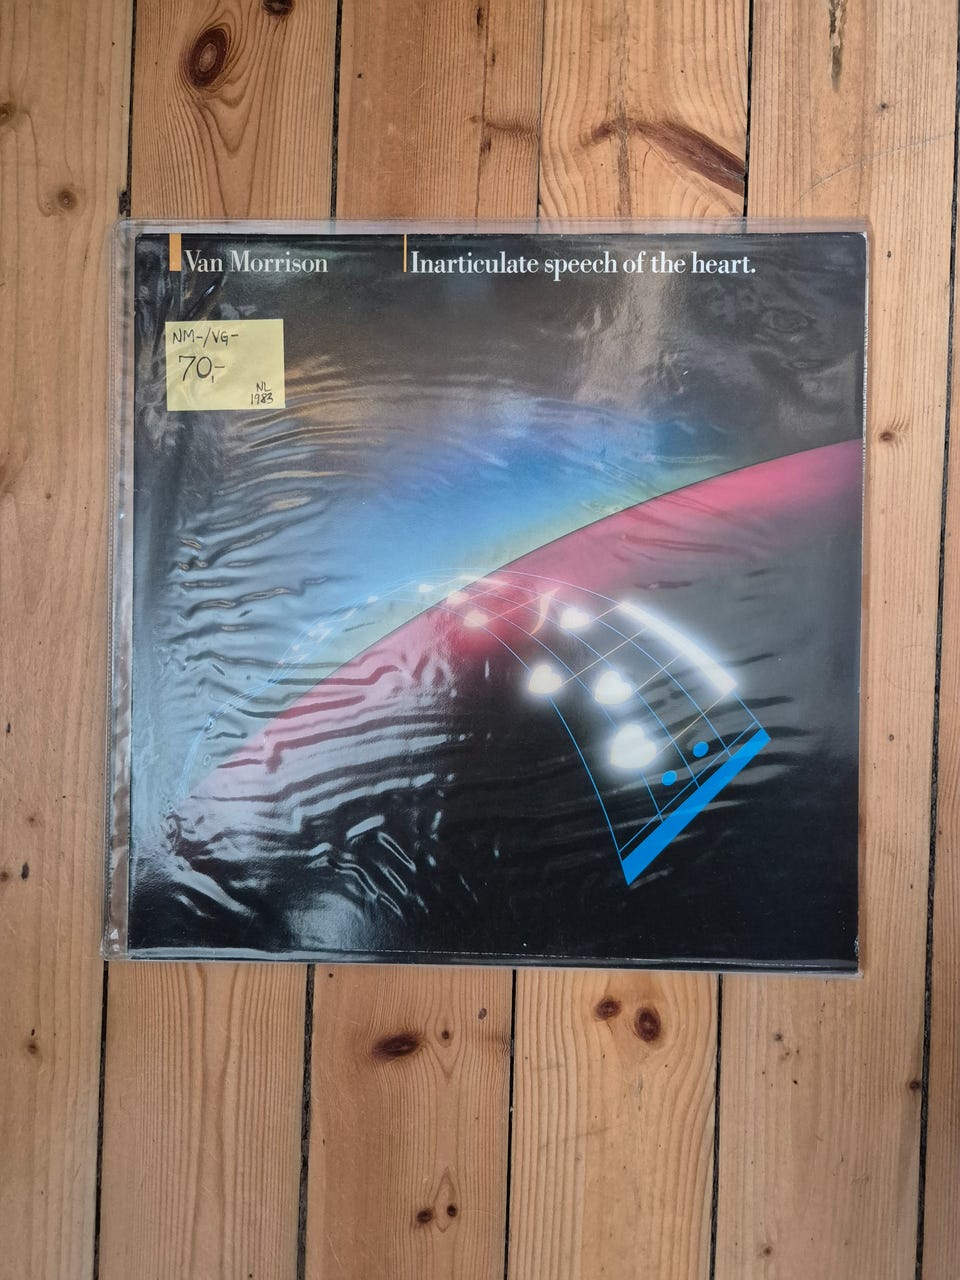 Van Morrison
Inarticulate speech of the heart.
NM-/VG-
70,-
NL
1983